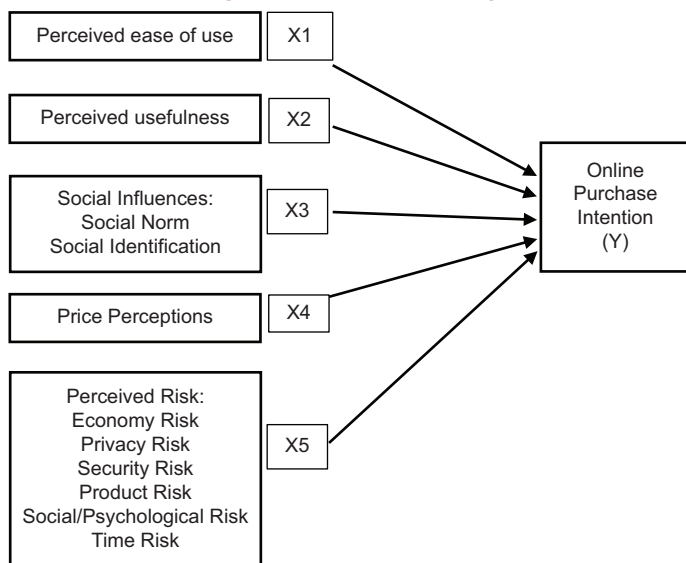 Perceived ease of use
X1
Perceived usefulness
X2
Social Influences:
Social Norm
Social Identification
X3
Price Perceptions
X4
Perceived Risk:
Economy Risk
Privacy Risk
Security Risk
Product Risk
Social/Psychological Risk
Time Risk
X5
Online
Purchase
Intention
(Y)